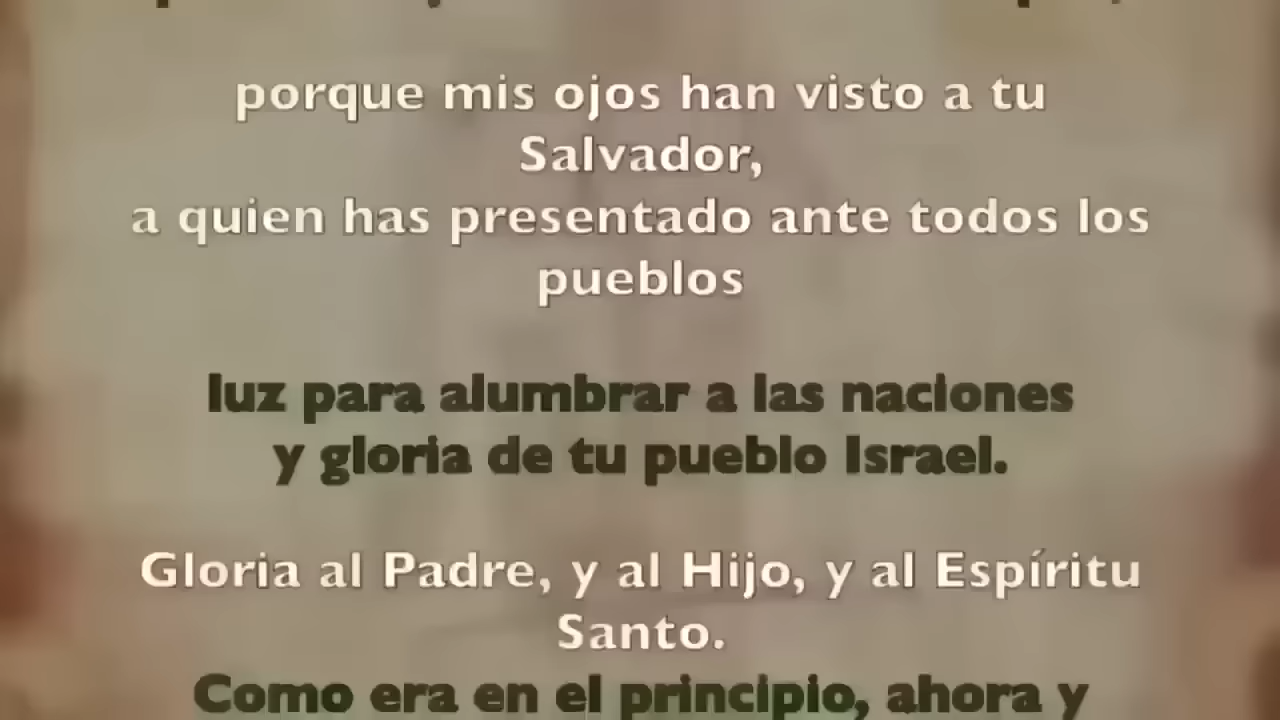 porque mis ojos han visto a tu
Salvador,
a quien has presentado ante todos los
pueblos
luz para alumbrar a las naciones
y gloria de tu pueblo Israel.
Gloria al Padre, y al Hijo, y al Espíritu
Santo.
Como era en el principio, ahora y